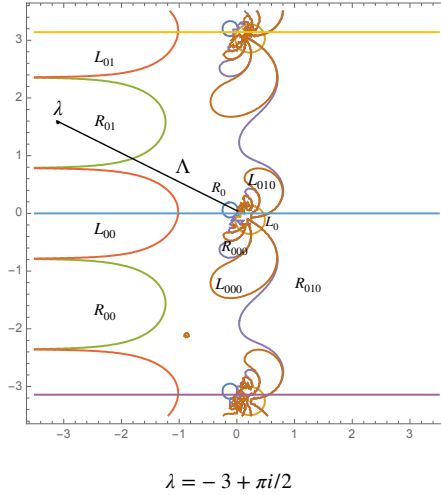 3
L₀₁
λ
2
R₀₁
1
Λ
R₀
L₀₁₀
0
L₀₀
L₀
R₀₀₀
−1
L₀₀₀
R₀₁₀
R₀₀
−2
−3
−3 −2 −1 0 1 2 3
λ = − 3 + πi/2